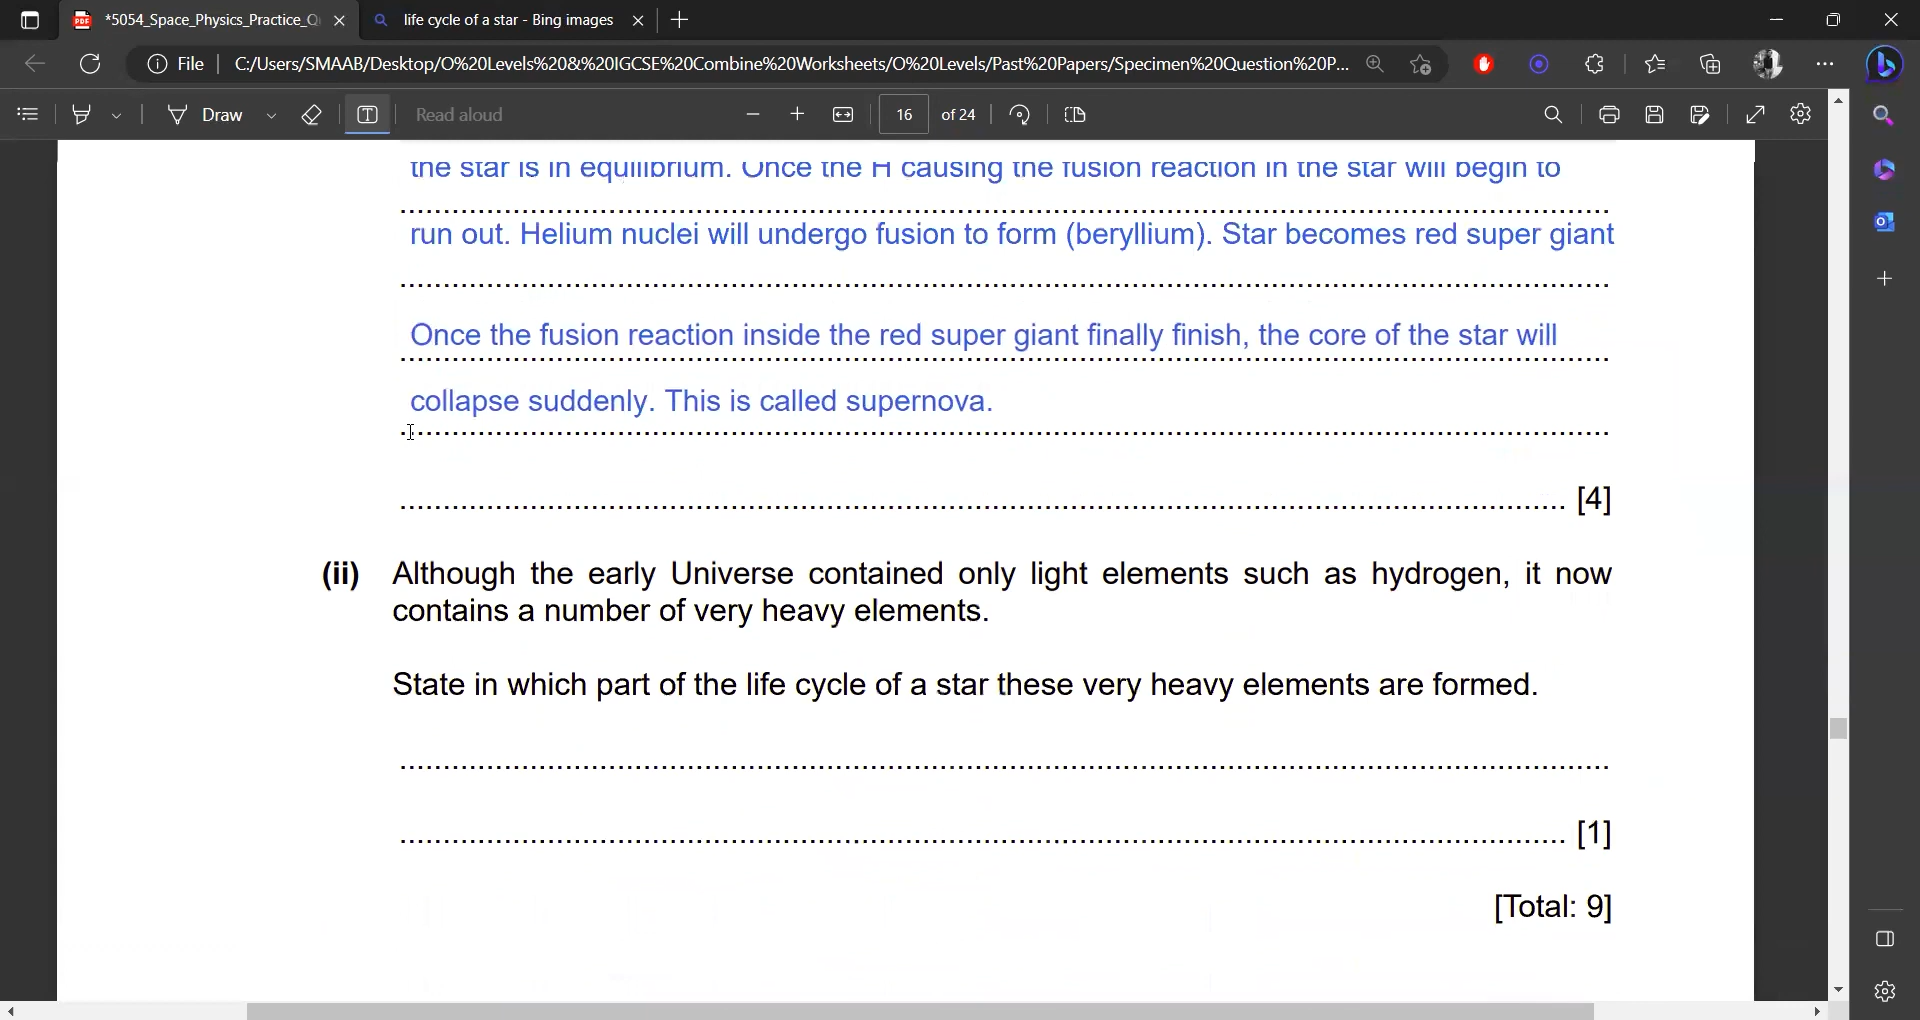 *5054_Space_Physics_Practice_Q
life cycle of a star - Bing images
File
C:/Users/SMAAB/Desktop/O%20Levels%20&%20IGCSE%20Combine%20Worksheets/O%20Levels/Past%20Papers/Specimen%20Question%20P...
Draw
Read aloud
16 of 24
the star is in equilibrium. Once the H causing the fusion reaction in the star will begin to
run out. Helium nuclei will undergo fusion to form (beryllium). Star becomes red super giant
Once the fusion reaction inside the red super giant finally finish, the core of the star will
collapse suddenly. This is called supernova.
[4]
(ii) Although the early Universe contained only light elements such as hydrogen, it now
contains a number of very heavy elements.
State in which part of the life cycle of a star these very heavy elements are formed.
[1]
[Total: 9]